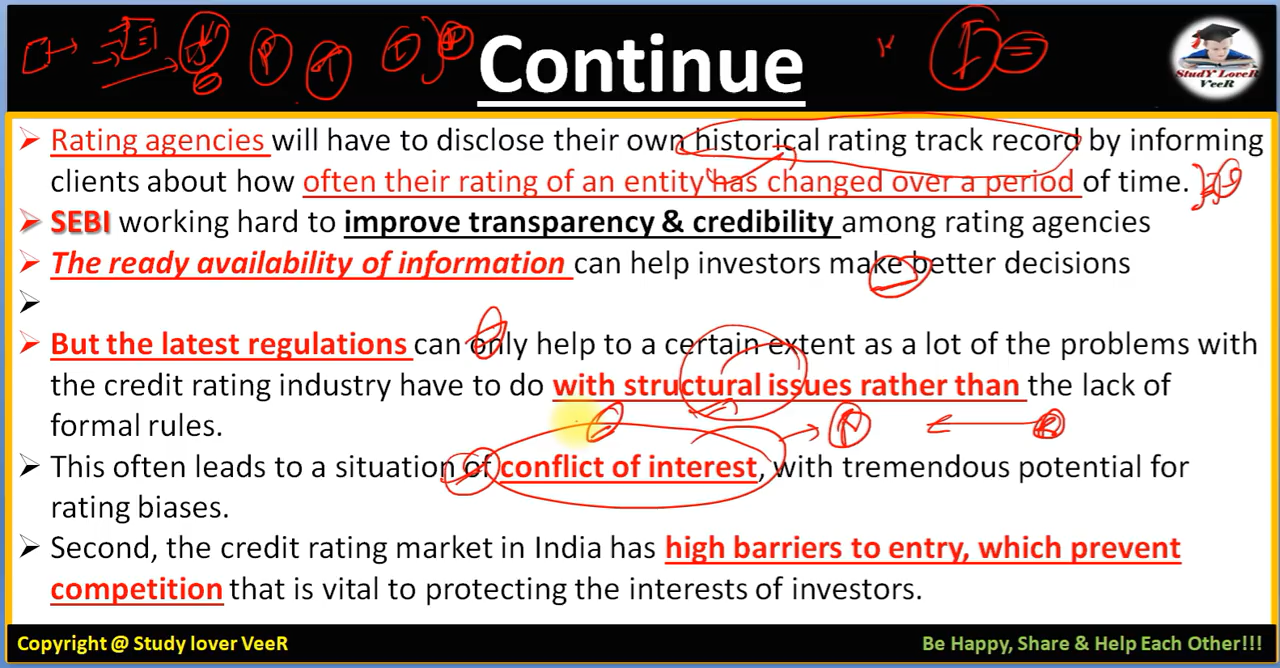 Continue
StudY LoveR
VeeR
Rating agencies will have to disclose their own historical rating track record by informing
clients about how often their rating of an entity has changed over a period of time.
SEBI working hard to improve transparency & credibility among rating agencies
The ready availability of information can help investors make better decisions
But the latest regulations can only help to a certain extent as a lot of the problems with
the credit rating industry have to do with structural issues rather than the lack of
formal rules.
This often leads to a situation of conflict of interest, with tremendous potential for
rating biases.
Second, the credit rating market in India has high barriers to entry, which prevent
competition that is vital to protecting the interests of investors.
Copyright @ Study lover VeeR
Be Happy, Share & Help Each Other!!!